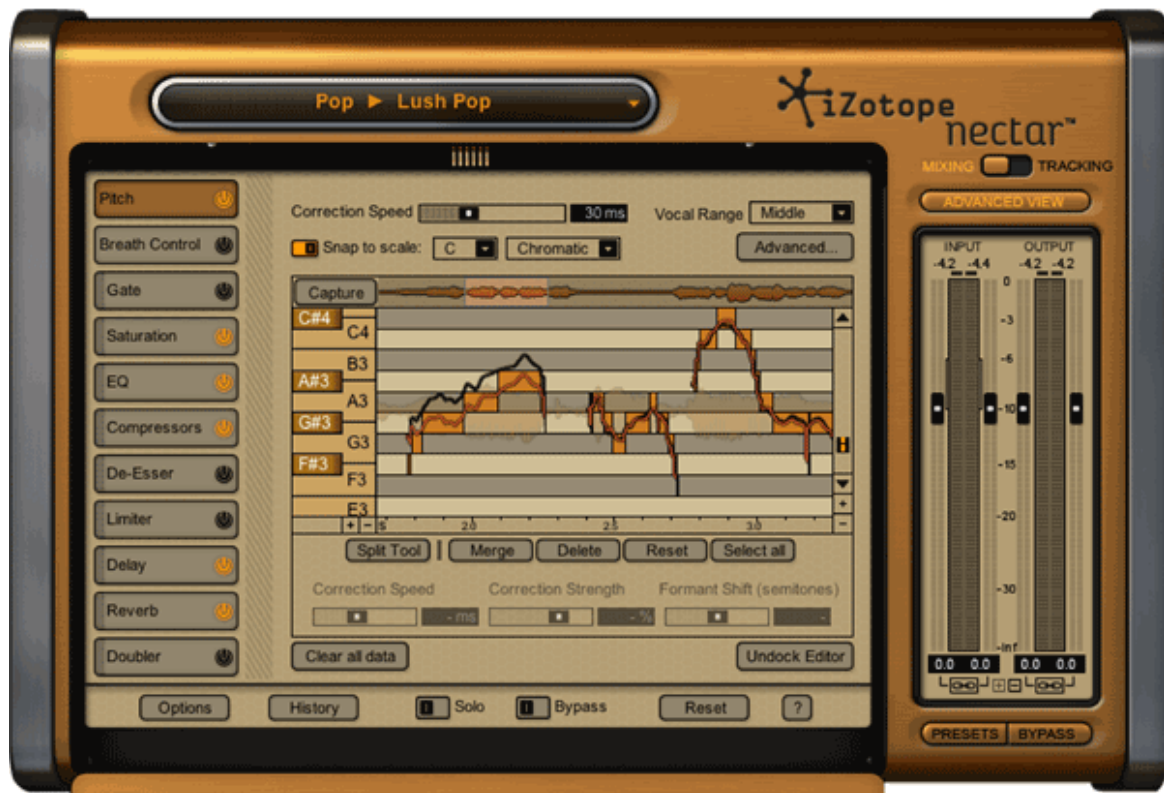 Pop ▶ Lush Pop
iZotope
nectar™
MIXING TRACKING
ADVANCED VIEW
Pitch
Breath Control
Gate
Saturation
EQ
Compressors
De-Esser
Limiter
Delay
Reverb
Doubler
Correction Speed 30 ms Vocal Range Middle
Snap to scale: C Chromatic Advanced...
Capture
C#4
C4
B3
A#3
A3
G#3
G3
F#3
F3
E3
+ - s 2.0 2.5 3.0
Split Tool Merge Delete Reset Select all
Correction Speed Correction Strength Formant Shift (semitones)
- ms - % -
Clear all data Undock Editor
Options History Solo Bypass Reset ?
INPUT OUTPUT
-4.2 -4.4 -4.2 -4.2
0
-3
-6
-10
-15
-20
-30
-Inf
0.0 0.0 0.0 0.0
PRESETS BYPASS